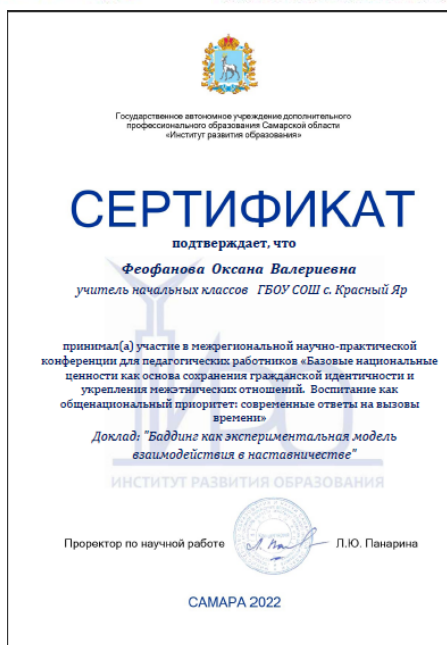 Государственное автономное учреждение дополнительного
профессионального образования Самарской области
«Институт развития образования»
СЕРТИФИКАТ
подтверждает, что
Феофанова Оксана Валериевна
учитель начальных классов ГБОУ СОШ с. Красный Яр
принимал(а) участие в межрегиональной научно-практической
конференции для педагогических работников «Базовые национальные
ценности как основа сохранения гражданской идентичности и
укрепления межэтнических отношений. Воспитание как
общенациональный приоритет: современные ответы на вызовы
времени»
Доклад: "Баддинг как экспериментальная модель
взаимодействия в наставничестве"
ИРО
ИНСТИТУТ РАЗВИТИЯ ОБРАЗОВАНИЯ
Проректор по научной работе Л.Ю. Панарина
САМАРА 2022